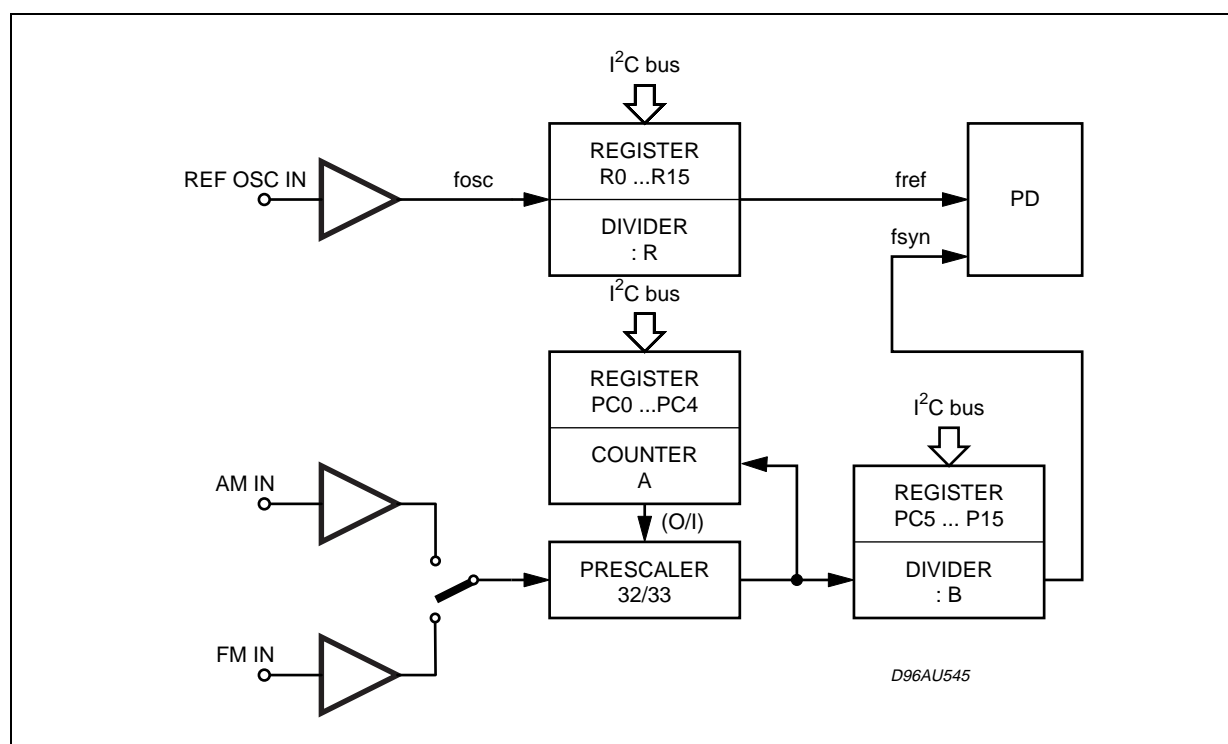 I²C bus
REGISTER
R0 ...R15
DIVIDER
: R
REF OSC IN
fosc
fref
fsyn
PD
I²C bus
REGISTER
PC0 ...PC4
COUNTER
A
(O/I)
PRESCALER
32/33
AM IN
FM IN
I²C bus
REGISTER
PC5 ... P15
DIVIDER
: B
D96AU545